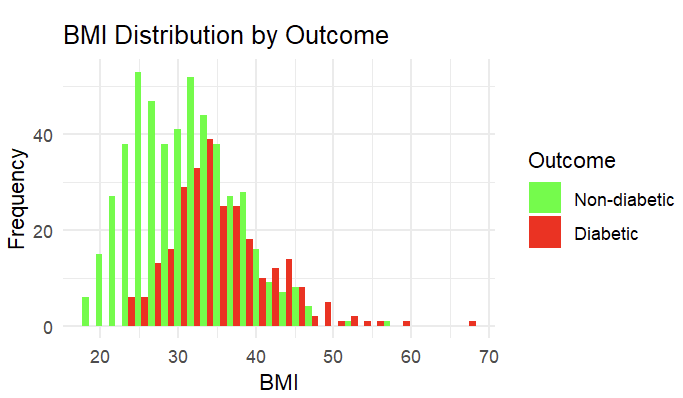 BMI Distribution by Outcome
Frequency
40
20
0
20 30 40 50 60 70
BMI
Outcome
Non-diabetic
Diabetic